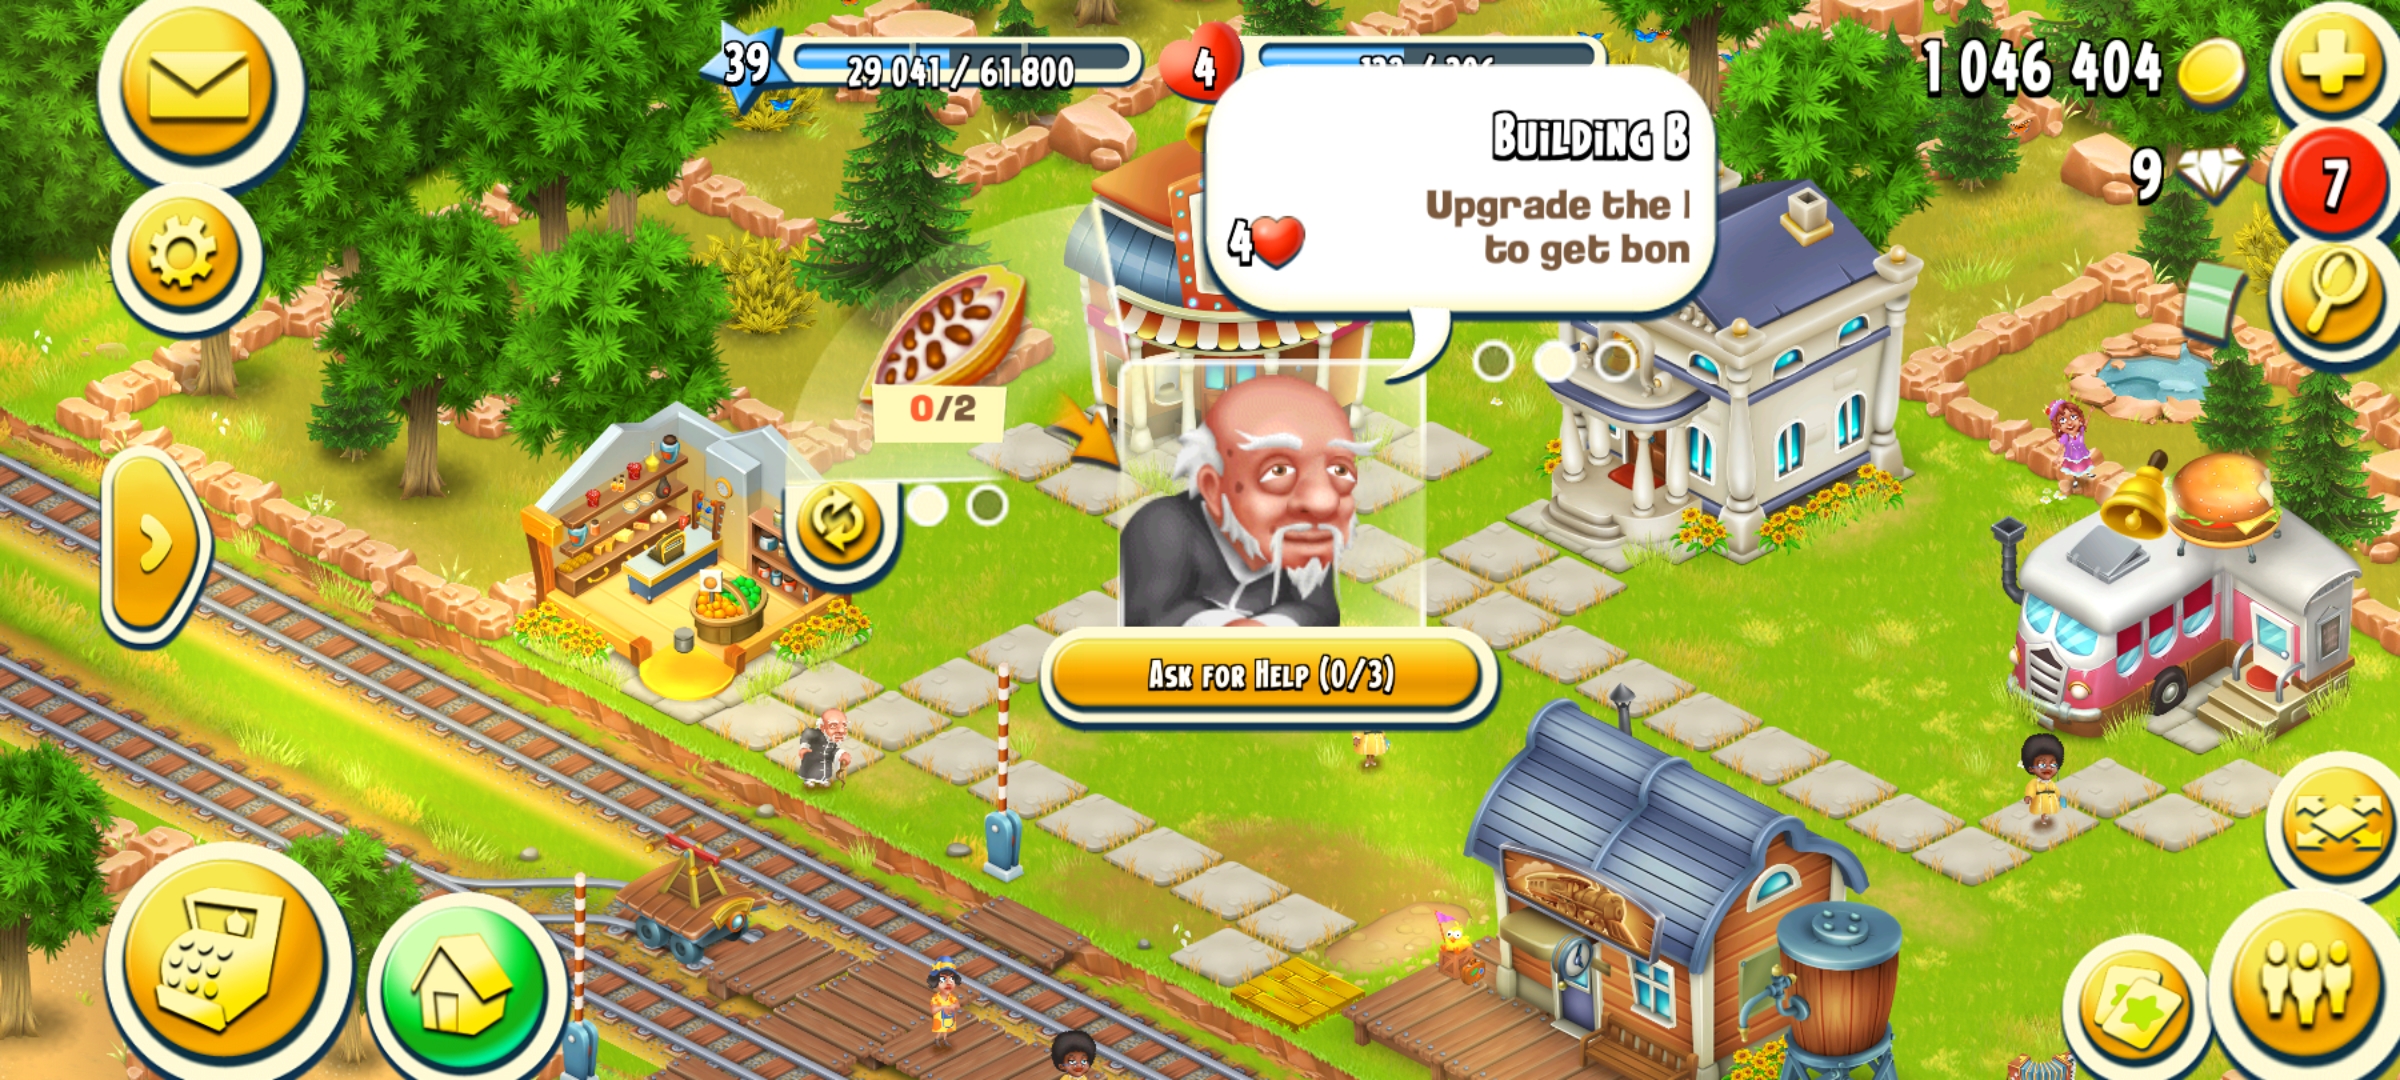 39
29 041 / 61 800
4
1 046 404
9
7
BUILDING B
Upgrade the
to get bon
4
0/2
ASK FOR HELP (0/3)